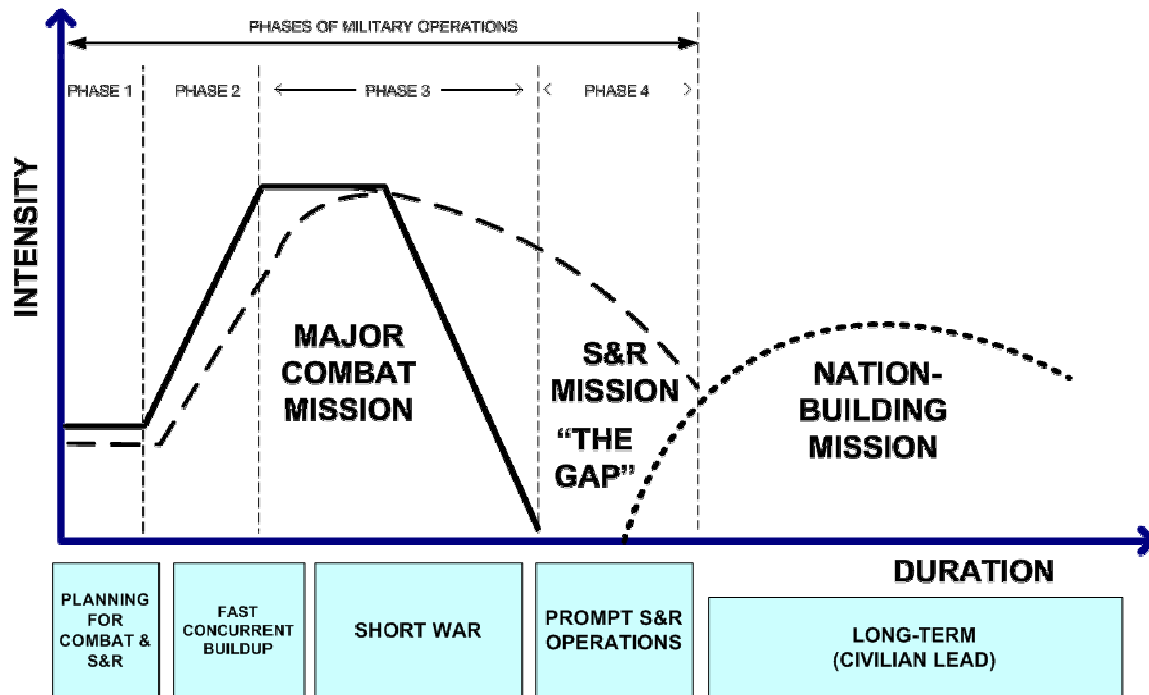 PHASES OF MILITARY OPERATIONS
PHASE 1
PHASE 2
PHASE 3
PHASE 4
INTENSITY
MAJOR
COMBAT
MISSION
S&R
MISSION
“THE
GAP”
NATION-
BUILDING
MISSION
DURATION
PLANNING
FOR
COMBAT &
S&R
FAST
CONCURRENT
BUILDUP
SHORT WAR
PROMPT S&R
OPERATIONS
LONG-TERM
(CIVILIAN LEAD)